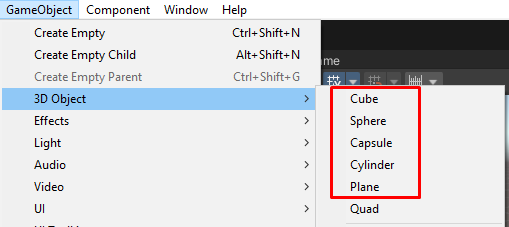 GameObject Component Window Help
Create Empty Ctrl+Shift+N
Create Empty Child Alt+Shift+N
Create Empty Parent Ctrl+Shift+G
3D Object
Effects
Light
Audio
Video
UI
Cube
Sphere
Capsule
Cylinder
Plane
Quad